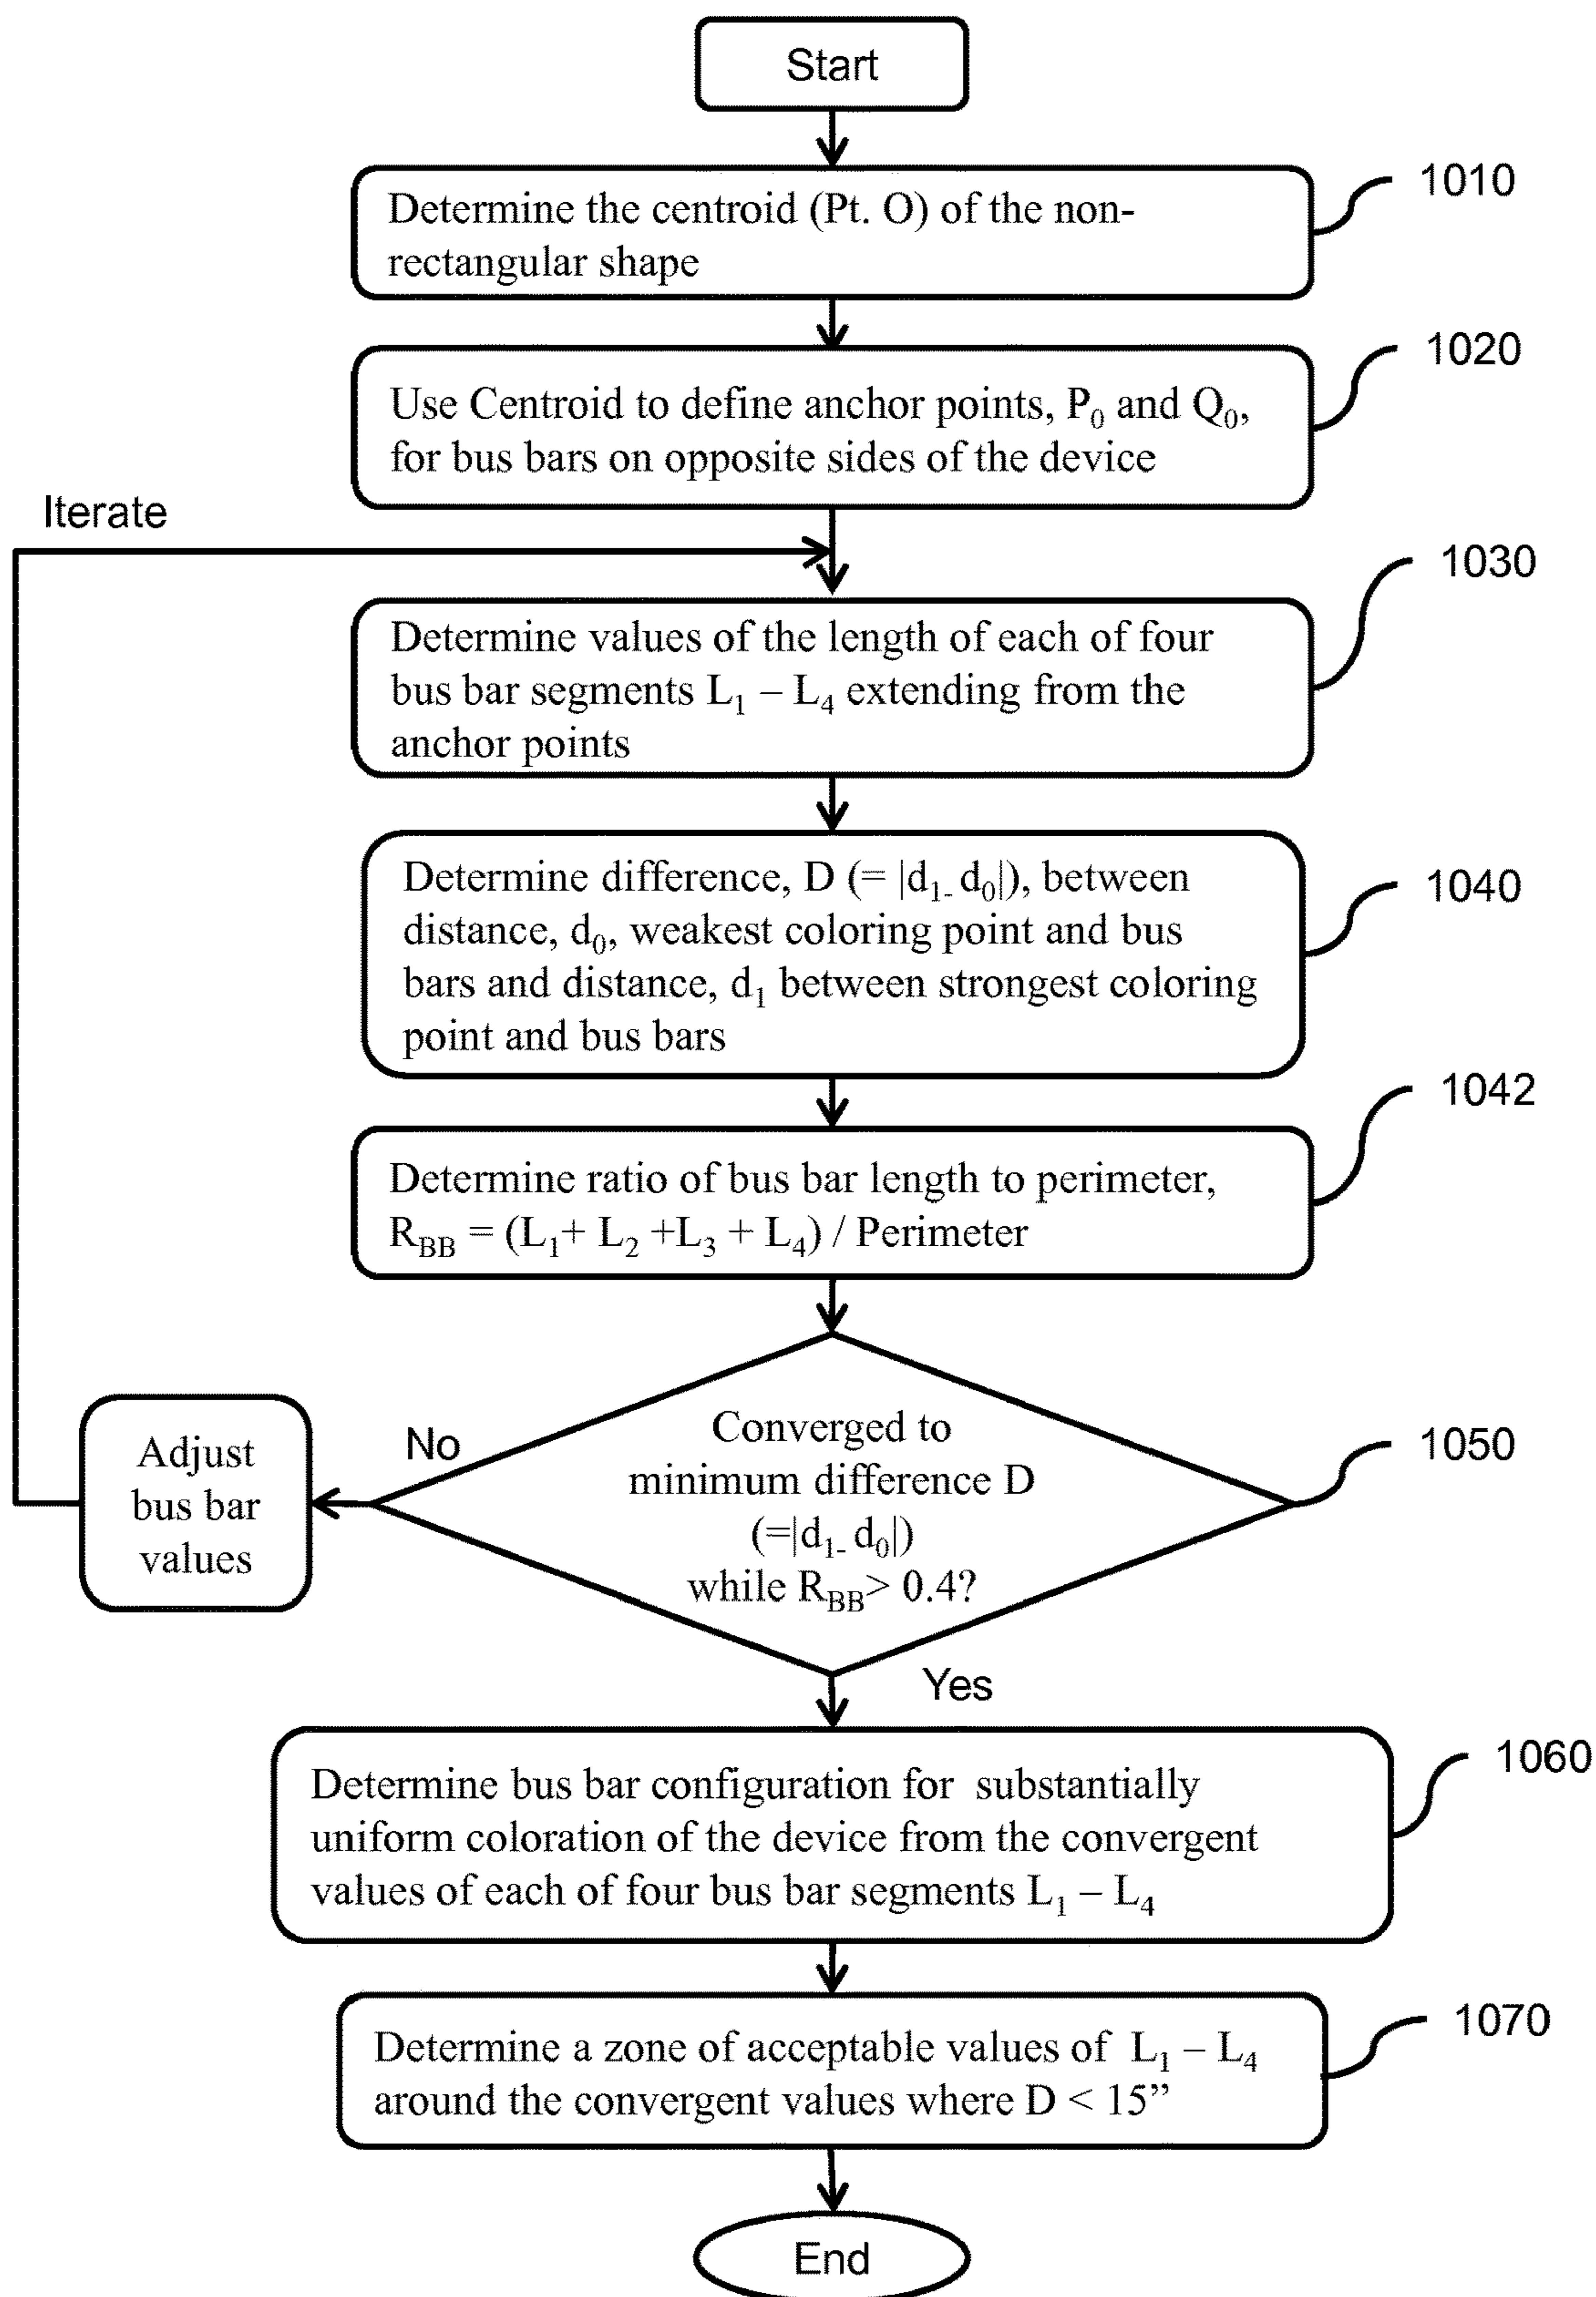 Start
Determine the centroid (Pt. O) of the non-
rectangular shape
1010
Use Centroid to define anchor points, P₀ and Q₀,
for bus bars on opposite sides of the device
1020
Iterate
Determine values of the length of each of four
bus bar segments L₁ – L₄ extending from the
anchor points
1030
Determine difference, D (= |d₁₋ d₀|), between
distance, d₀, weakest coloring point and bus
bars and distance, d₁ between strongest coloring
point and bus bars
1040
Determine ratio of bus bar length to perimeter,
R_BB = (L₁+ L₂ +L₃ + L₄) / Perimeter
1042
Converged to
minimum difference D
(=|d₁₋ d₀|)
while R_BB> 0.4?
1050
No
Adjust
bus bar
values
Yes
Determine bus bar configuration for substantially
uniform coloration of the device from the convergent
values of each of four bus bar segments L₁ – L₄
1060
Determine a zone of acceptable values of L₁ – L₄
around the convergent values where D < 15”
1070
End